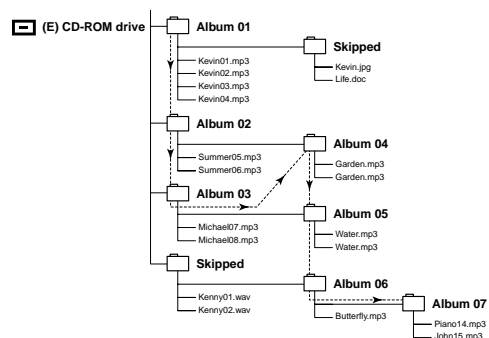 (E) CD-ROM drive
Album 01
Skipped
Kevin01.mp3
Kevin02.mp3
Kevin03.mp3
Kevin04.mp3
Kevin.jpg
Life.doc
Album 02
Album 04
Summer05.mp3
Summer06.mp3
Garden.mp3
Garden.mp3
Album 03
Album 05
Michael07.mp3
Michael08.mp3
Water.mp3
Water.mp3
Skipped
Album 06
Kenny01.wav
Kenny02.wav
Butterfly.mp3
Album 07
Piano14.mp3
John15.mp3